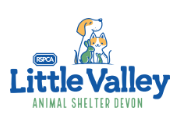 RSPCA
Little Valley
ANIMAL SHELTER DEVON